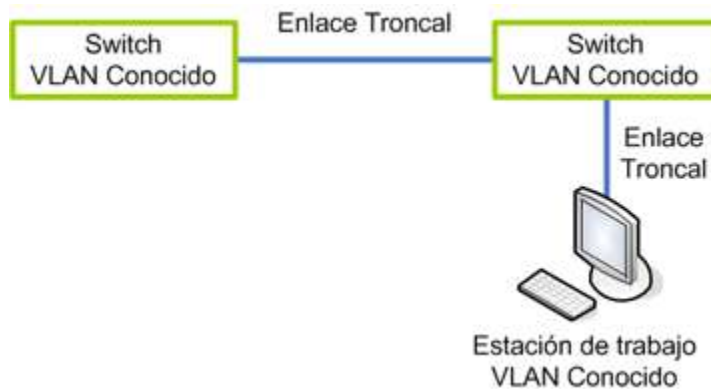 Enlace Troncal
Switch
VLAN Conocido
Switch
VLAN Conocido
Enlace
Troncal
Estación de trabajo
VLAN Conocido